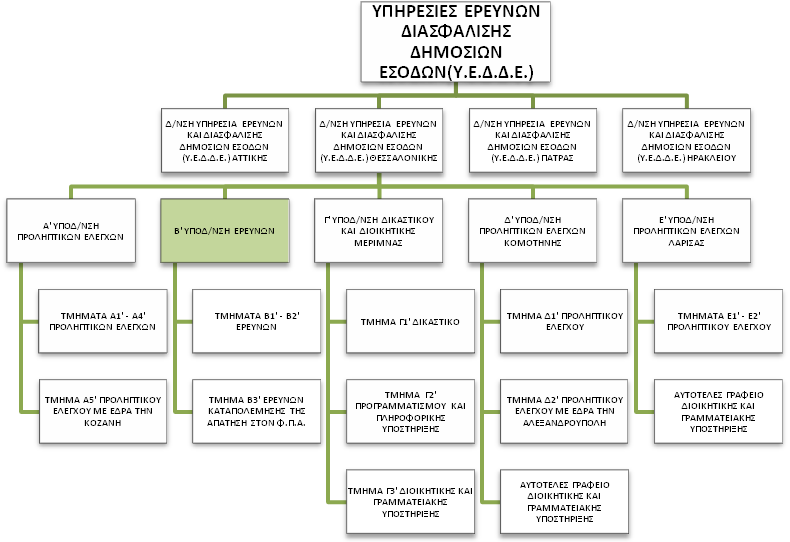 ΥΠΗΡΕΣΙΕΣ ΕΡΕΥΝΩΝ
ΔΙΑΣΦΑΛΙΣΗΣ
ΔΗΜΟΣΙΩΝ
ΕΣΟΔΩΝ(Υ.Ε.Δ.Δ.Ε.)
Δ/ΝΣΗ ΥΠΗΡΕΣΙΑ ΕΡΕΥΝΩΝ
ΚΑΙ ΔΙΑΣΦΑΛΙΣΗΣ
ΔΗΜΟΣΙΩΝ ΕΣΟΔΩΝ
(Υ.Ε.Δ.Δ.Ε.) ΑΤΤΙΚΗΣ
Δ/ΝΣΗ ΥΠΗΡΕΣΙΑ ΕΡΕΥΝΩΝ
ΚΑΙ ΔΙΑΣΦΑΛΙΣΗΣ
ΔΗΜΟΣΙΩΝ ΕΣΟΔΩΝ
(Υ.Ε.Δ.Δ.Ε.) ΘΕΣΣΑΛΟΝΙΚΗΣ
Δ/ΝΣΗ ΥΠΗΡΕΣΙΑ ΕΡΕΥΝΩΝ
ΚΑΙ ΔΙΑΣΦΑΛΙΣΗΣ
ΔΗΜΟΣΙΩΝ ΕΣΟΔΩΝ
(Υ.Ε.Δ.Δ.Ε.) ΠΑΤΡΑΣ
Δ/ΝΣΗ ΥΠΗΡΕΣΙΑ ΕΡΕΥΝΩΝ
ΚΑΙ ΔΙΑΣΦΑΛΙΣΗΣ
ΔΗΜΟΣΙΩΝ ΕΣΟΔΩΝ
(Υ.Ε.Δ.Δ.Ε.) ΗΡΑΚΛΕΙΟΥ
Α' ΥΠΟΔ/ΝΣΗ
ΠΡΟΛΗΠΤΙΚΩΝ ΕΛΕΓΧΩΝ
Β' ΥΠΟΔ/ΝΣΗ ΕΡΕΥΝΩΝ
Γ' ΥΠΟΔ/ΝΣΗ ΔΙΚΑΣΤΙΚΟΥ
ΚΑΙ ΔΙΟΙΚΗΤΙΚΗΣ
ΜΕΡΙΜΝΑΣ
Δ' ΥΠΟΔ/ΝΣΗ
ΠΡΟΛΗΠΤΙΚΩΝ ΕΛΕΓΧΩΝ
ΚΟΜΟΤΗΝΗΣ
Ε' ΥΠΟΔ/ΝΣΗ
ΠΡΟΛΗΠΤΙΚΩΝ ΕΛΕΓΧΩΝ
ΛΑΡΙΣΑΣ
ΤΜΗΜΑΤΑ Α1' - Α4'
ΠΡΟΛΗΠΤΙΚΩΝ ΕΛΕΓΧΩΝ
ΤΜΗΜΑΤΑ Β1' - Β2'
ΕΡΕΥΝΩΝ
ΤΜΗΜΑ Γ1' ΔΙΚΑΣΤΙΚΟ
ΤΜΗΜΑ Δ1' ΠΡΟΛΗΠΤΙΚΟΥ
ΕΛΕΓΧΟΥ
ΤΜΗΜΑΤΑ Ε1' - Ε2'
ΠΡΟΛΗΠΤΙΚΟΥ ΕΛΕΓΧΟΥ
ΤΜΗΜΑ Α5' ΠΡΟΛΗΠΤΙΚΟΥ
ΕΛΕΓΧΟΥ ΜΕ ΕΔΡΑ ΤΗΝ
ΚΟΖΑΝΗ
ΤΜΗΜΑ Β3' ΕΡΕΥΝΩΝ
ΚΑΤΑΠΟΛΕΜΗΣΗΣ ΤΗΣ
ΑΠΑΤΗΣΗ ΣΤΟΝ Φ.Π.Α.
ΤΜΗΜΑ Γ2'
ΠΡΟΓΡΑΜΜΑΤΙΣΜΟΥ ΚΑΙ
ΠΛΗΡΟΦΟΡΙΚΗΣ
ΥΠΟΣΤΗΡΙΞΗΣ
ΤΜΗΜΑ Δ2' ΠΡΟΛΗΠΤΙΚΟΥ
ΕΛΕΓΧΟΥ ΜΕ ΕΔΡΑ ΤΗΝ
ΑΛΕΞΑΝΔΡΟΥΠΟΛΗ
ΑΥΤΟΤΕΛΕΣ ΓΡΑΦΕΙΟ
ΔΙΟΙΚΗΤΙΚΗΣ ΚΑΙ
ΓΡΑΜΜΑΤΕΙΑΚΗΣ
ΥΠΟΣΤΗΡΙΞΗΣ
ΤΜΗΜΑ Γ3' ΔΙΟΙΚΗΤΙΚΗΣ ΚΑΙ
ΓΡΑΜΜΑΤΕΙΑΚΗΣ
ΥΠΟΣΤΗΡΙΞΗΣ
ΑΥΤΟΤΕΛΕΣ ΓΡΑΦΕΙΟ
ΔΙΟΙΚΗΤΙΚΗΣ ΚΑΙ
ΓΡΑΜΜΑΤΕΙΑΚΗΣ
ΥΠΟΣΤΗΡΙΞΗΣ